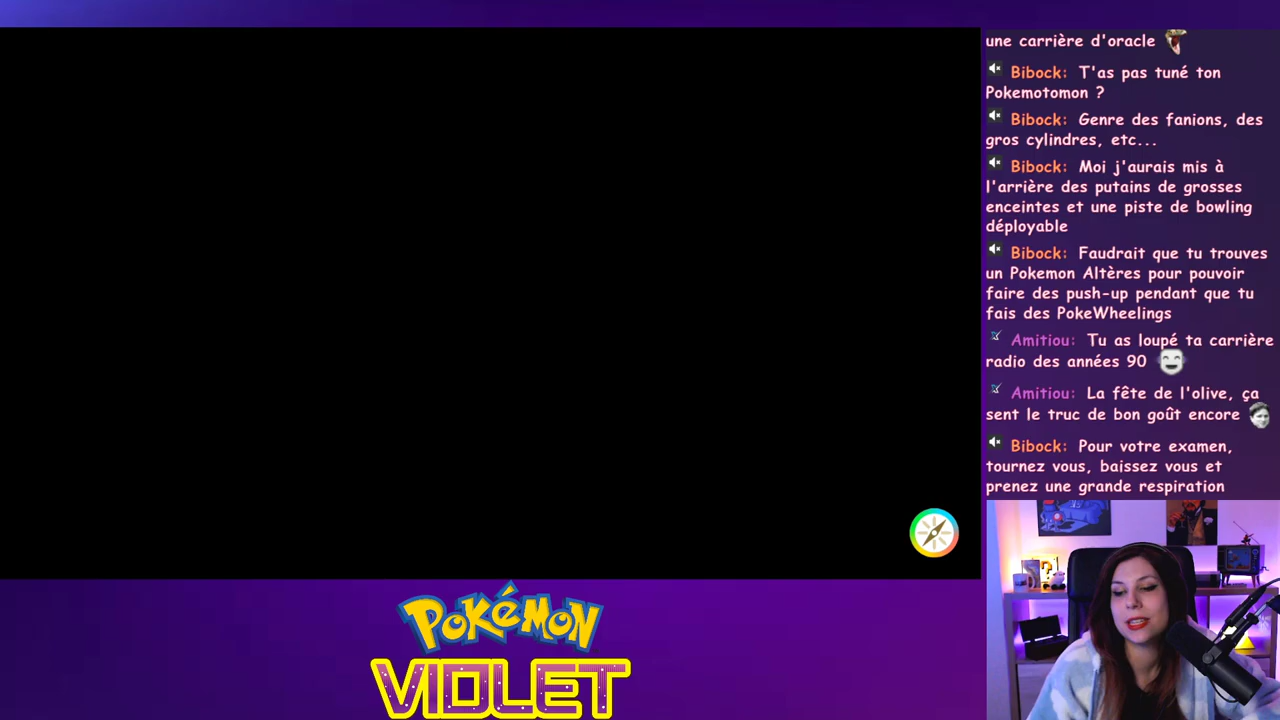 une carrière d'oracle
Bibock: T'as pas tuné ton
Pokemotomon ?
Bibock: Genre des fanions, des
gros cylindres, etc...
Bibock: Moi j'aurais mis à
l'arrière des putains de grosses
enceintes et une piste de bowling
déployable
Bibock: Faudrait que tu trouves
un Pokemon Altères pour pouvoir
faire des push-up pendant que tu
fais des PokeWheelings
Amitiou: Tu as loupé ta carrière
radio des années 90
Amitiou: La fête de l'olive, ça
sent le truc de bon goût encore
Bibock: Pour votre examen,
tournez vous, baissez vous et
prenez une grande respiration
POKéMON
VIOLET